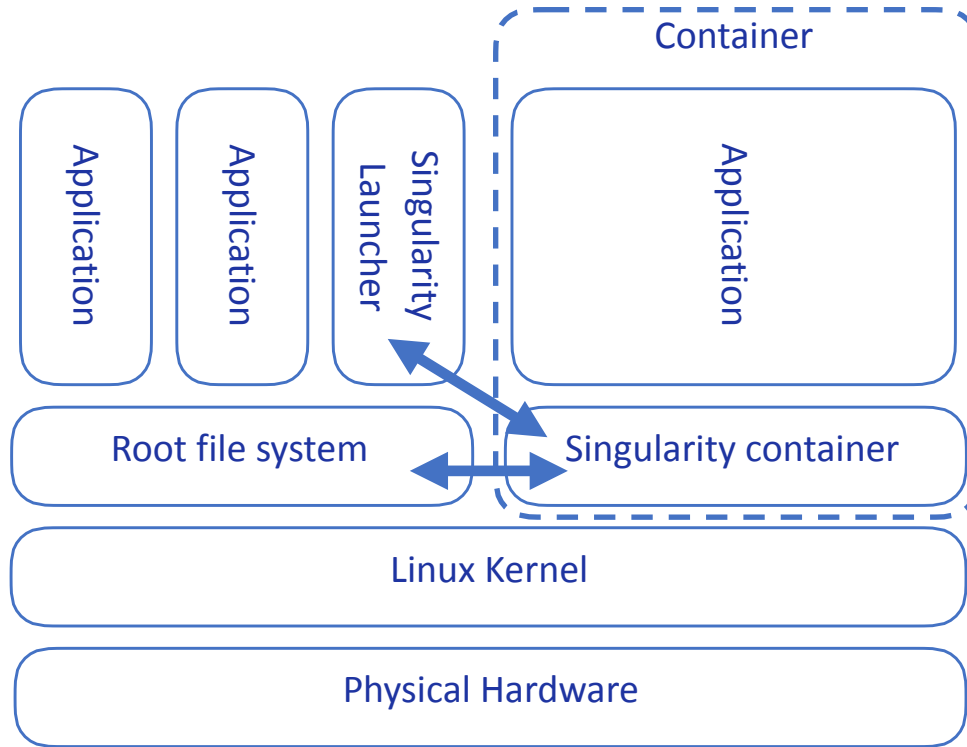 Container
Application
Application
Singularity
Launcher
Application
Root file system
Singularity container
Linux Kernel
Physical Hardware